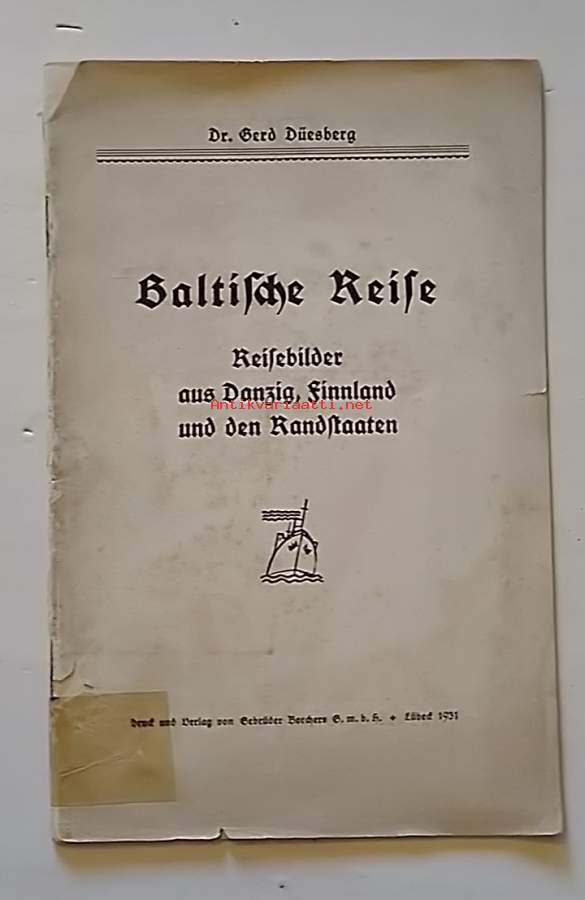 Dr. Gerd Düesberg
Baltiſche Reiſe
Reiſebilder
aus Danzig, Finnland
Antikvariaatti.net
und den Randſtaaten
Druck und Verlag von Gebrüder Borchers G. m. b. H. + Lübeck 1931